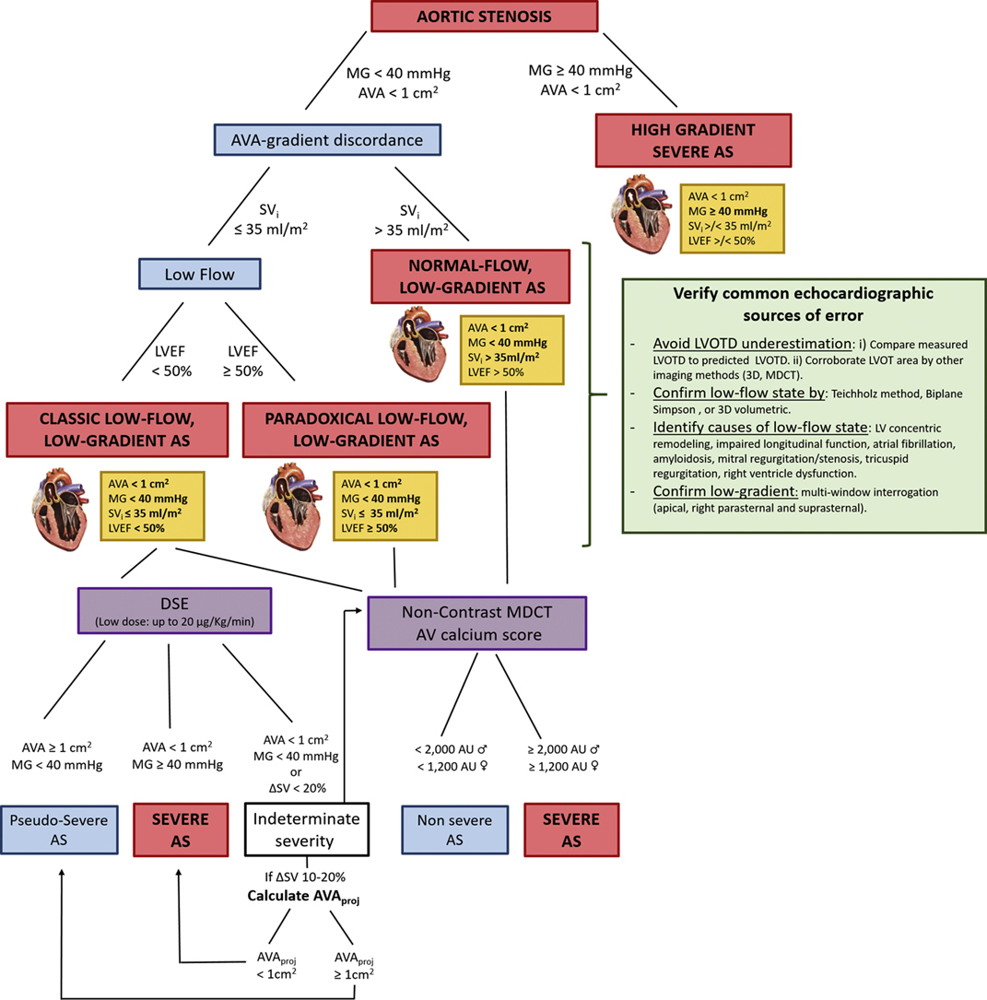 AORTIC STENOSIS
MG < 40 mmHg
AVA < 1 cm²
MG ≥ 40 mmHg
AVA < 1 cm²
AVA-gradient discordance
HIGH GRADIENT
SEVERE AS
AVA < 1 cm²
MG ≥ 40 mmHg
SVᵢ >/< 35 ml/m²
LVEF >/< 50%
SVᵢ
≤ 35 ml/m²
SVᵢ
> 35 ml/m²
Low Flow
NORMAL-FLOW,
LOW-GRADIENT AS
AVA < 1 cm²
MG < 40 mmHg
SVᵢ > 35ml/m²
LVEF > 50%
Verify common echocardiographic
sources of error
- Avoid LVOTD underestimation: i) Compare measured
LVOTD to predicted LVOTD. ii) Corroborate LVOT area by other
imaging methods (3D, MDCT).
- Confirm low-flow state by: Teichholz method, Biplane
Simpson , or 3D volumetric.
- Identify causes of low-flow state: LV concentric
remodeling, impaired longitudinal function, atrial fibrillation,
amyloidosis, mitral regurgitation/stenosis, tricuspid
regurgitation, right ventricle dysfunction.
- Confirm low-gradient: multi-window interrogation
(apical, right parasternal and suprasternal).
LVEF
< 50%
LVEF
≥ 50%
CLASSIC LOW-FLOW,
LOW-GRADIENT AS
PARADOXICAL LOW-FLOW,
LOW-GRADIENT AS
AVA < 1 cm²
MG < 40 mmHg
SVᵢ ≤ 35 ml/m²
LVEF < 50%
AVA < 1 cm²
MG < 40 mmHg
SVᵢ ≤ 35 ml/m²
LVEF ≥ 50%
DSE
(Low dose: up to 20 µg/Kg/min)
Non-Contrast MDCT
AV calcium score
AVA ≥ 1 cm²
MG < 40 mmHg
AVA < 1 cm²
MG ≥ 40 mmHg
AVA < 1 cm²
MG < 40 mmHg
or
ΔSV < 20%
< 2,000 AU ♂
< 1,200 AU ♀
≥ 2,000 AU ♂
≥ 1,200 AU ♀
Pseudo-Severe
AS
SEVERE
AS
Indeterminate
severity
Non severe
AS
SEVERE
AS
If ΔSV 10-20%
Calculate AVAproj
AVAproj
< 1cm²
AVAproj
≥ 1cm²